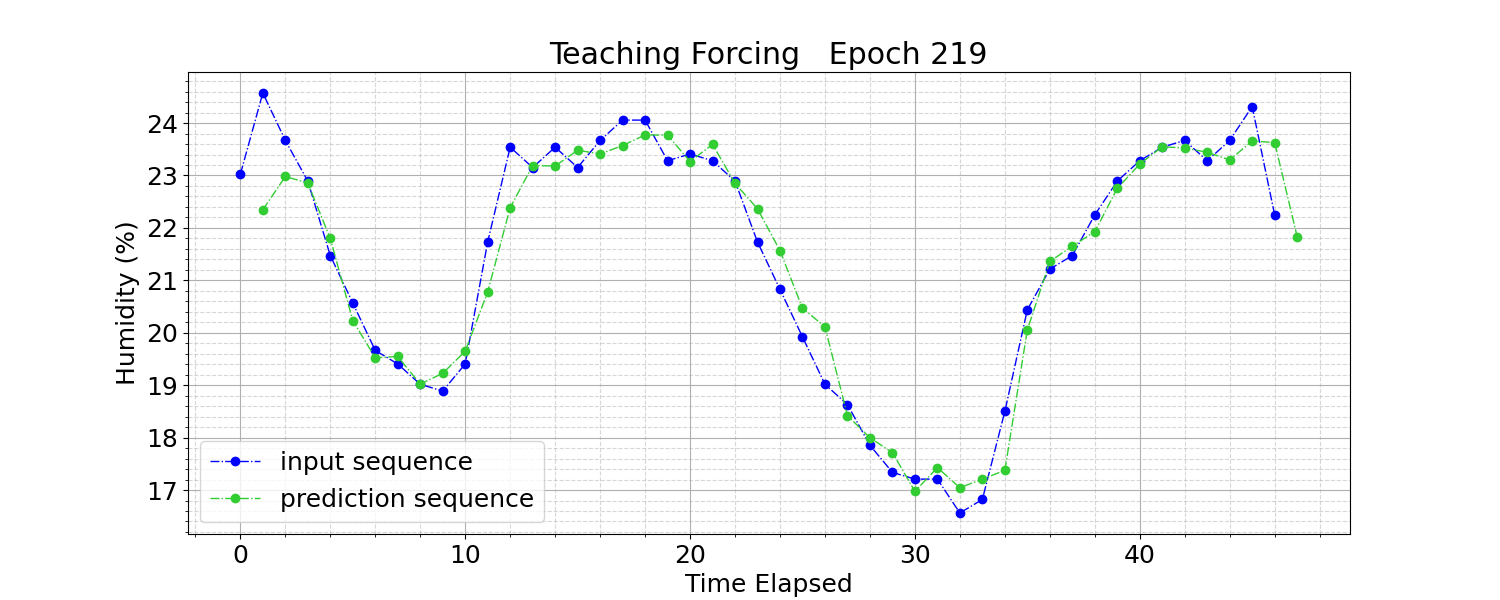 Teaching Forcing   Epoch 219
24
23
22
21
20
19
18
17
Humidity (%)
input sequence
prediction sequence
0 10 20 30 40
Time Elapsed